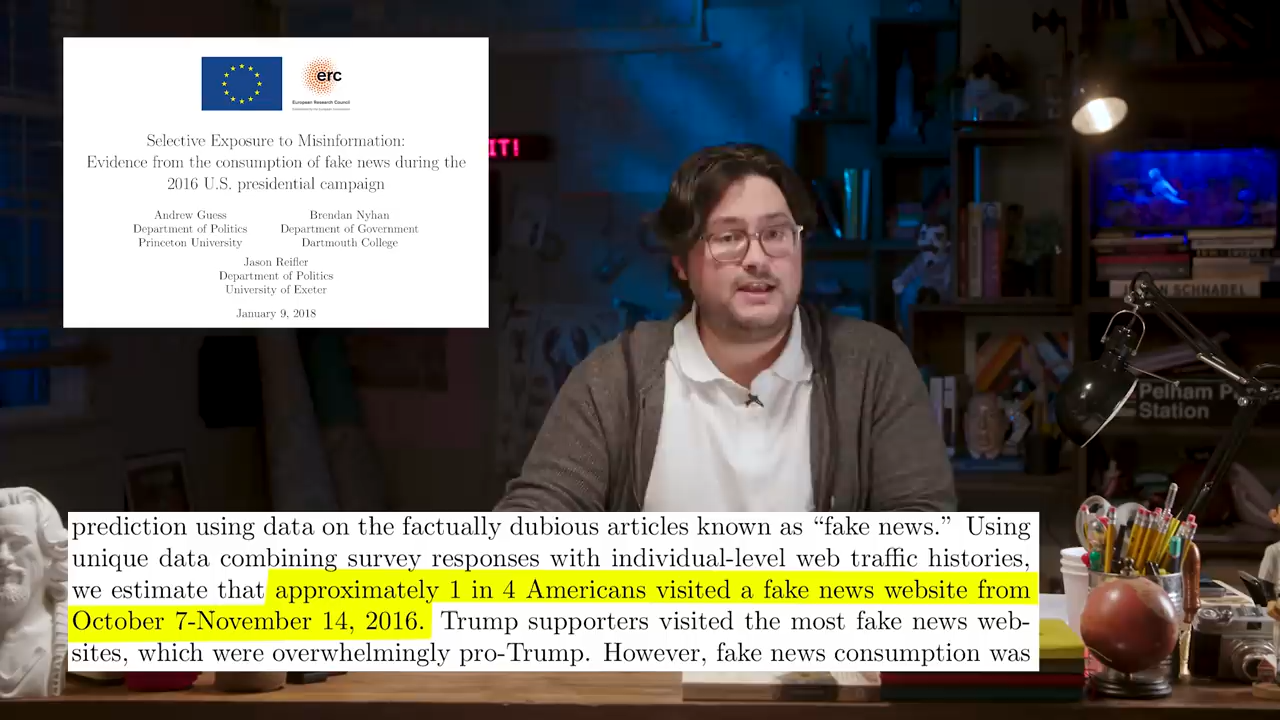 erc
European Research Council
Selective Exposure to Misinformation:
Evidence from the consumption of fake news during the
2016 U.S. presidential campaign
Andrew Guess
Department of Politics
Princeton University
Brendan Nyhan
Department of Government
Dartmouth College
Jason Reifler
Department of Politics
University of Exeter
January 9, 2018
IT!
SCHNABEL
Pelham P
Station
prediction using data on the factually dubious articles known as “fake news.” Using
unique data combining survey responses with individual-level web traffic histories,
we estimate that approximately 1 in 4 Americans visited a fake news website from
October 7-November 14, 2016. Trump supporters visited the most fake news web-
sites, which were overwhelmingly pro-Trump. However, fake news consumption was